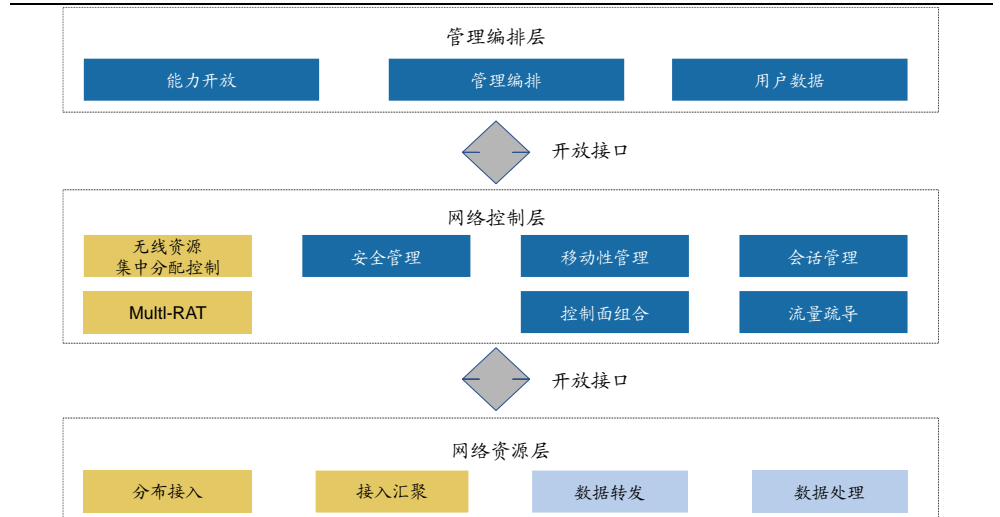 管理编排层
能力开放
管理编排
用户数据
开放接口
网络控制层
无线资源
集中分配控制
安全管理
移动性管理
会话管理
Multl-RAT
控制面组合
流量疏导
开放接口
网络资源层
分布接入
接入汇聚
数据转发
数据处理